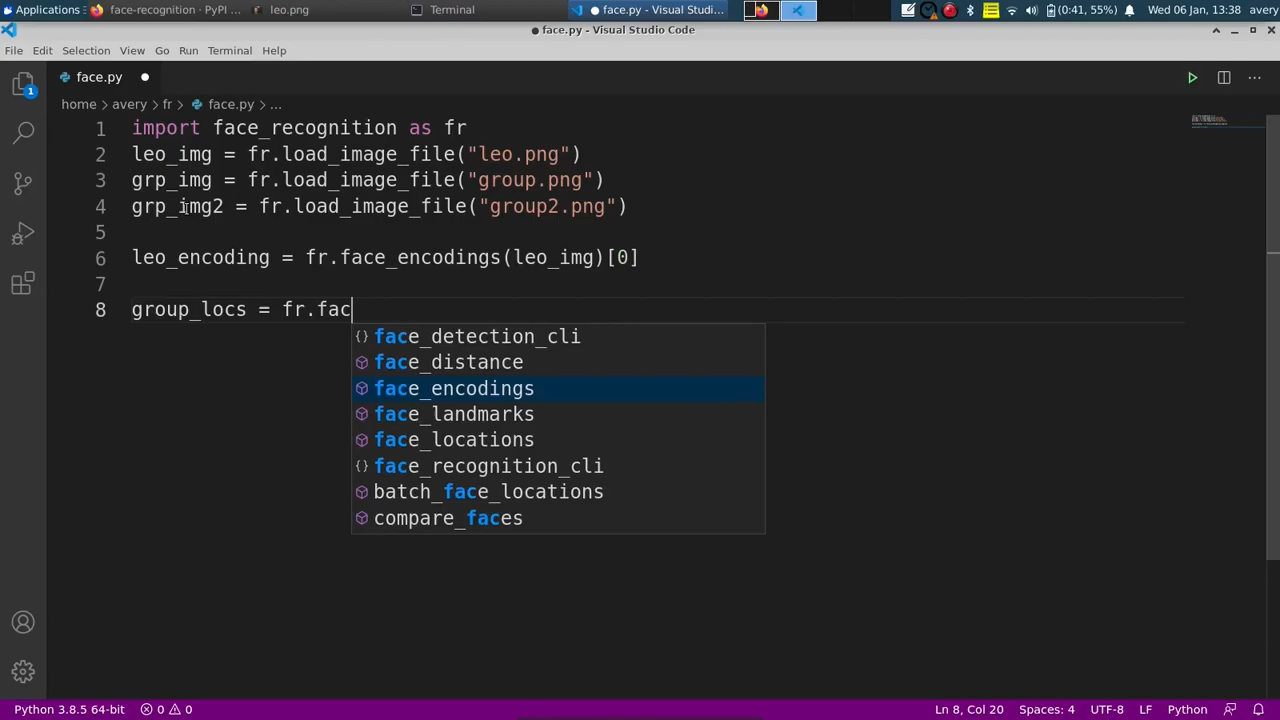 Applications
face-recognition · PyPI ...
leo.png
Terminal
face.py - Visual Studi...
(0:41, 55%)
Wed 06 Jan, 13:38
avery
● face.py - Visual Studio Code
File Edit Selection View Go Run Terminal Help
1
face.py ●
home > avery > fr > face.py > ...
1 import face_recognition as fr
2 leo_img = fr.load_image_file("leo.png")
3 grp_img = fr.load_image_file("group.png")
4 grp_img2 = fr.load_image_file("group2.png")
5
6 leo_encoding = fr.face_encodings(leo_img)[0]
7
8 group_locs = fr.fac
face_detection_cli
face_distance
face_encodings
face_landmarks
face_locations
face_recognition_cli
batch_face_locations
compare_faces
Python 3.8.5 64-bit 0 0 Ln 8, Col 20 Spaces: 4 UTF-8 LF Python